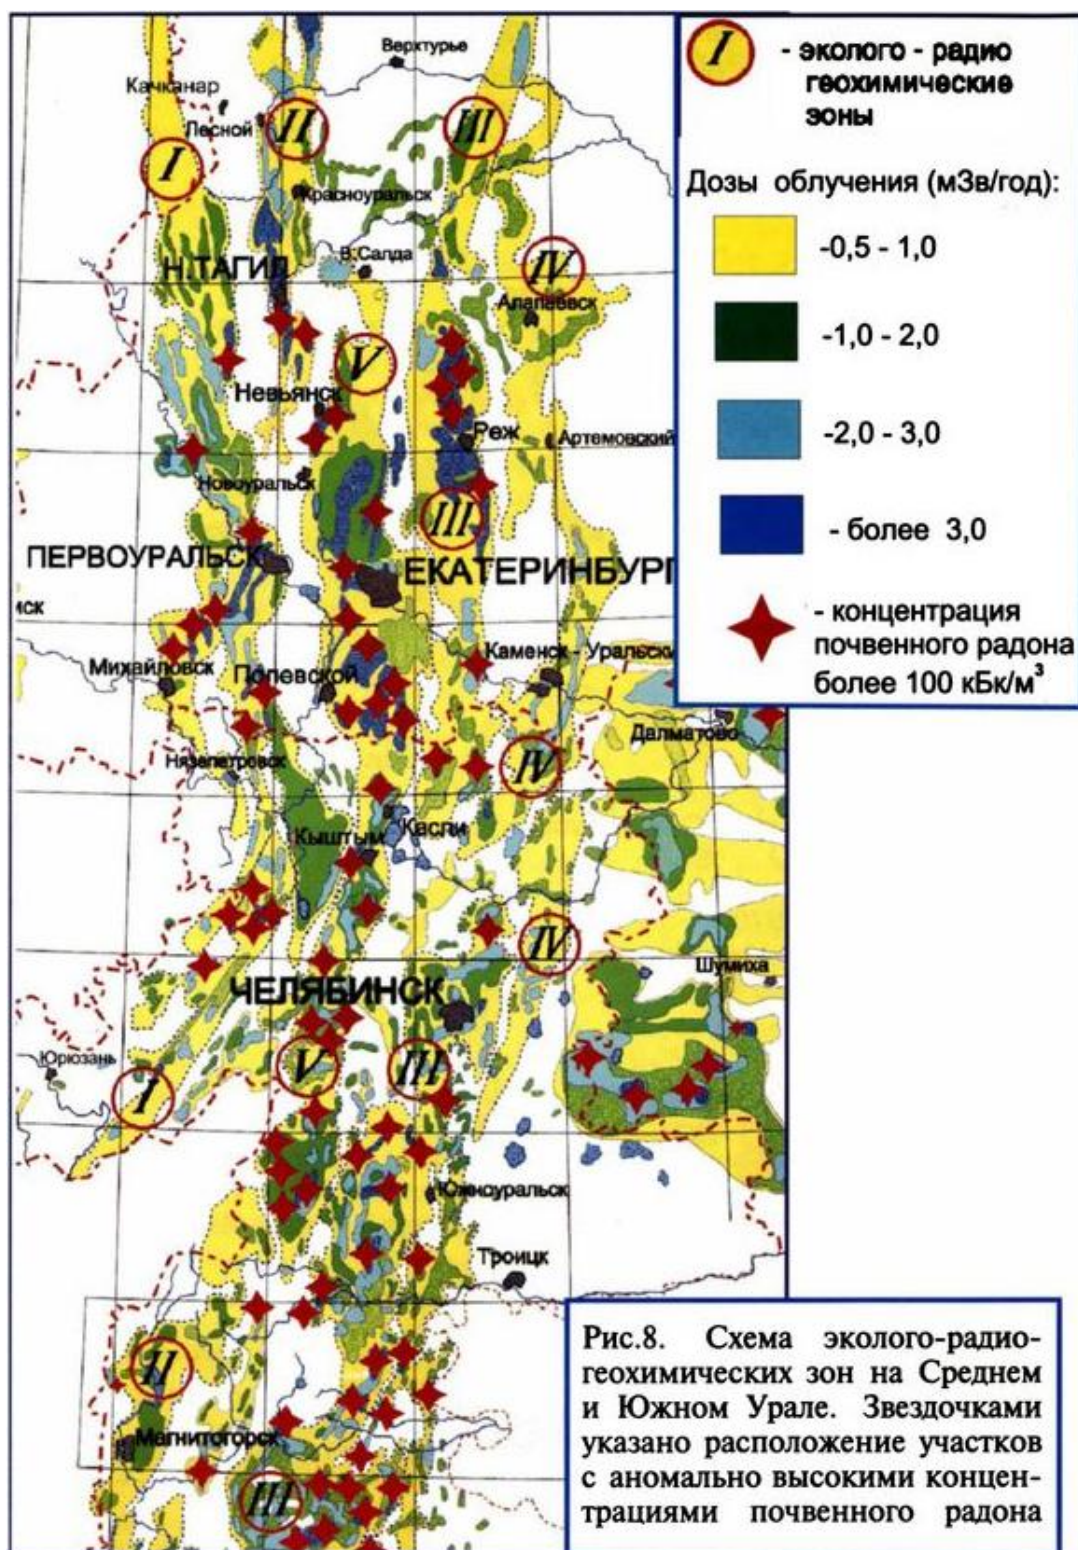 I
- эколого - радио
геохимические
зоны
Дозы облучения (мЗв/год):
-0,5 - 1,0
-1,0 - 2,0
-2,0 - 3,0
- более 3,0
- концентрация
почвенного радона
более 100 кБк/м³
Верхтурье
Качканар
Лесной
II
III
I
Красноуральск
В.Салда
Н.ТАГИЛ
IV
Алапаевск
V
Невьянск
Реж
Артемовский
Новоуральск
III
ПЕРВОУРАЛЬСК
ЕКАТЕРИНБУРГ
Каменск - Уральски
Михайловск
Полевской
Далматово
Нязепетровск
IV
Касли
Кыштым
IV
Шумиха
ЧЕЛЯБИНСК
Юрюзань
V
III
I
Южноуральск
Троицк
II
Магнитогорск
III
Рис.8. Схема эколого-радио-
геохимических зон на Среднем
и Южном Урале. Звездочками
указано расположение участков
с аномально высокими концен-
трациями почвенного радона